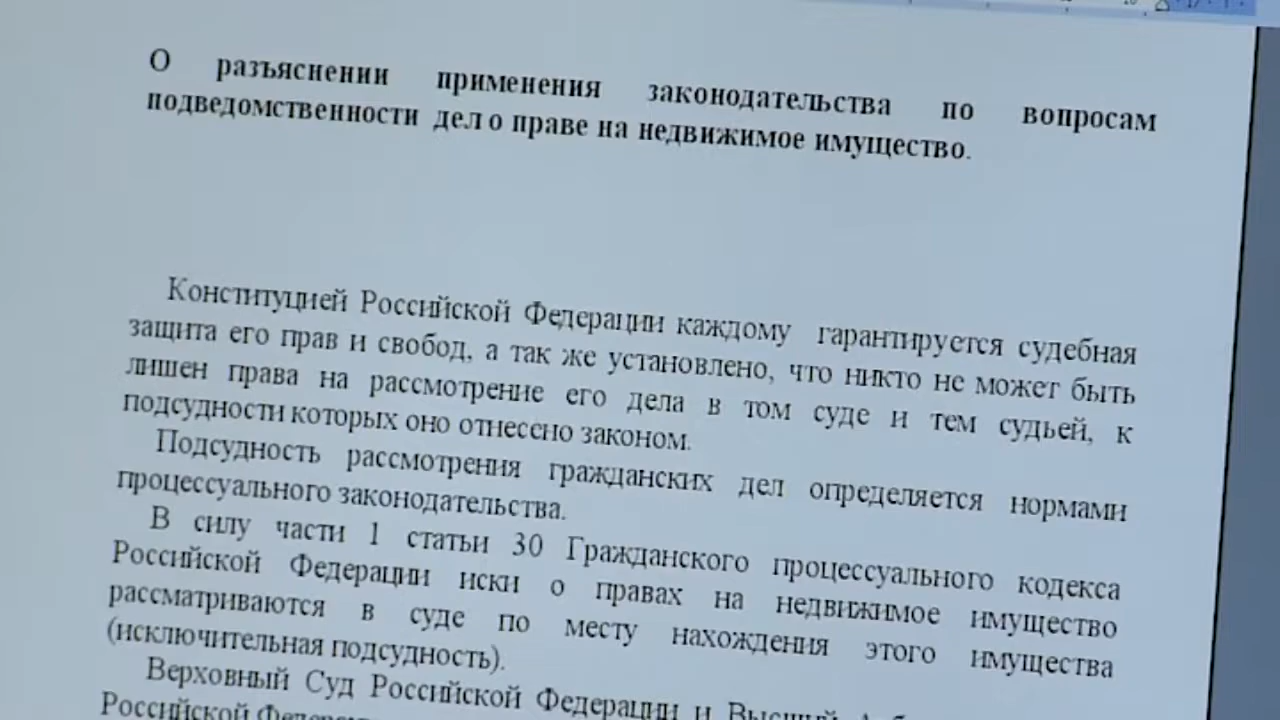 О разъяснении применения законодательства по вопросам
подведомственности дел о праве на недвижимое имущество.
Конституцией Российской Федерации каждому гарантируется судебная
защита его прав и свобод, а так же установлено, что никто не может быть
лишен права на рассмотрение его дела в том суде и тем судьей, к
подсудности которых оно отнесено законом.
Подсудность рассмотрения гражданских дел определяется нормами
процессуального законодательства.
В силу части 1 статьи 30 Гражданского процессуального кодекса
Российской Федерации иски о правах на недвижимое имущество
рассматриваются в суде по месту нахождения этого имущества
(исключительная подсудность).
Верховный Суд Российской Федерации и Высший
Российской